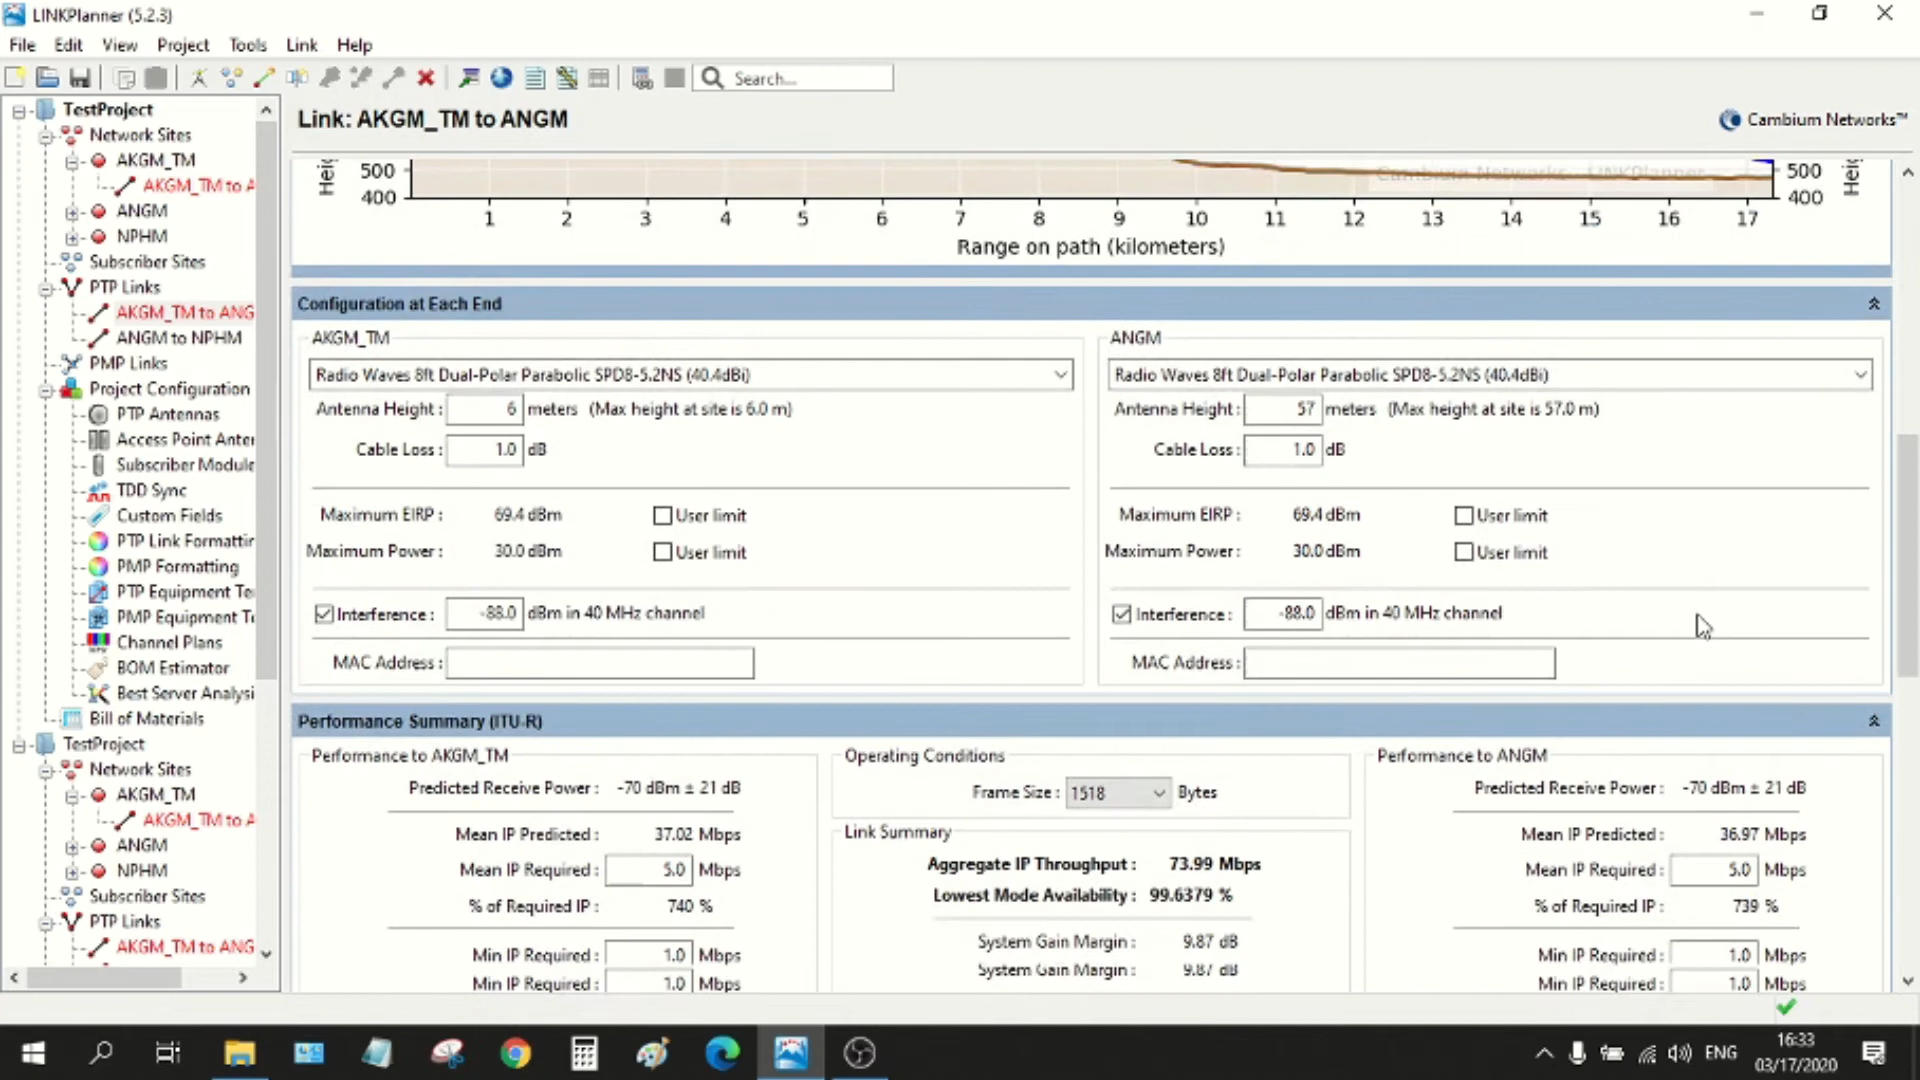 LINKPlanner (5.2.3)
File Edit View Project Tools Link Help
Search...
TestProject
Network Sites
AKGM_TM
AKGM_TM to A
ANGM
NPHM
Subscriber Sites
PTP Links
AKGM_TM to ANG
ANGM to NPHM
PMP Links
Project Configuration
PTP Antennas
Access Point Anter
Subscriber Module
TDD Sync
Custom Fields
PTP Link Formattir
PMP Formatting
PTP Equipment Te
PMP Equipment T
Channel Plans
BOM Estimator
Best Server Analysi
Bill of Materials
TestProject
Network Sites
AKGM_TM
AKGM_TM to A
ANGM
NPHM
Subscriber Sites
PTP Links
AKGM_TM to ANG
Link: AKGM_TM to ANGM
Cambium Networks™
Heig 500 Cambium Networks - LINKPlanner 500 Heig
400 400
1 2 3 4 5 6 7 8 9 10 11 12 13 14 15 16 17
Range on path (kilometers)
Configuration at Each End
AKGM_TM
Radio Waves 8ft Dual-Polar Parabolic SPD8-5.2NS (40.4dBi)
Antenna Height : 6 meters (Max height at site is 6.0 m)
Cable Loss : 1.0 dB
Maximum EIRP : 69.4 dBm User limit
Maximum Power : 30.0 dBm User limit
Interference : -88.0 dBm in 40 MHz channel
MAC Address :
ANGM
Radio Waves 8ft Dual-Polar Parabolic SPD8-5.2NS (40.4dBi)
Antenna Height : 57 meters (Max height at site is 57.0 m)
Cable Loss : 1.0 dB
Maximum EIRP : 69.4 dBm User limit
Maximum Power : 30.0 dBm User limit
Interference : -88.0 dBm in 40 MHz channel
MAC Address :
Performance Summary (ITU-R)
Performance to AKGM_TM
Predicted Receive Power : -70 dBm ± 21 dB
Mean IP Predicted : 37.02 Mbps
Mean IP Required : 5.0 Mbps
% of Required IP : 740 %
Min IP Required : 1.0 Mbps
Min IP Required : 1.0 Mbps
Operating Conditions
Frame Size : 1518 Bytes
Link Summary
Aggregate IP Throughput : 73.99 Mbps
Lowest Mode Availability : 99.6379 %
System Gain Margin : 9.87 dB
System Gain Margin : 9.87 dB
Performance to ANGM
Predicted Receive Power : -70 dBm ± 21 dB
Mean IP Predicted : 36.97 Mbps
Mean IP Required : 5.0 Mbps
% of Required IP : 739 %
Min IP Required : 1.0 Mbps
Min IP Required : 1.0 Mbps
ENG
16:33
03/17/2020